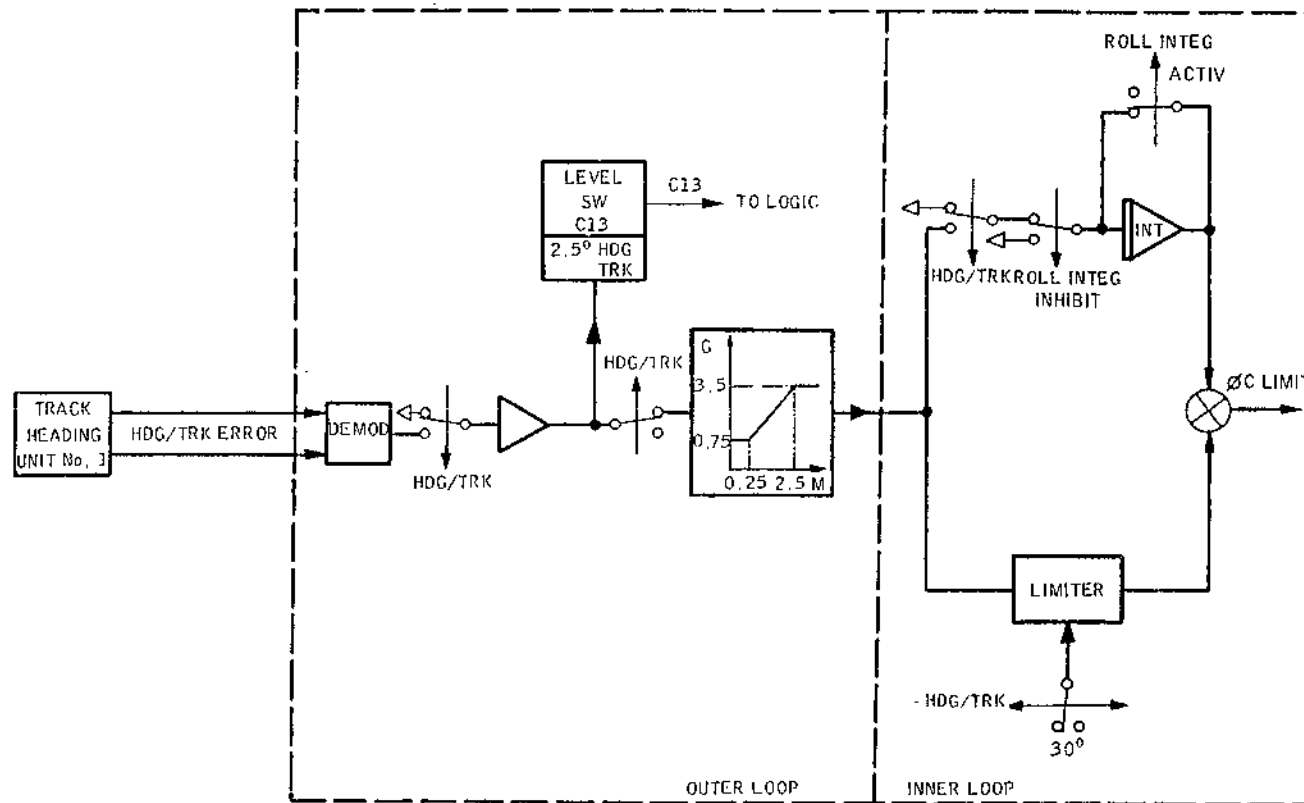 ROLL INTEG
ACTIV
LEVEL
SW
C13
2.5° HDG
TRK
C13
TO LOGIC
INT
HDG/TRK
ROLL INTEG
INHIBIT
HDG/TRK
G
3.5
0.75
0.25 2.5 M
ØC LIMIT
TRACK
HEADING
UNIT No.
HDG/TRK ERROR
DEMOD
HDG/TRK
LIMITER
-HDG/TRK
30°
OUTER LOOP
INNER LOOP